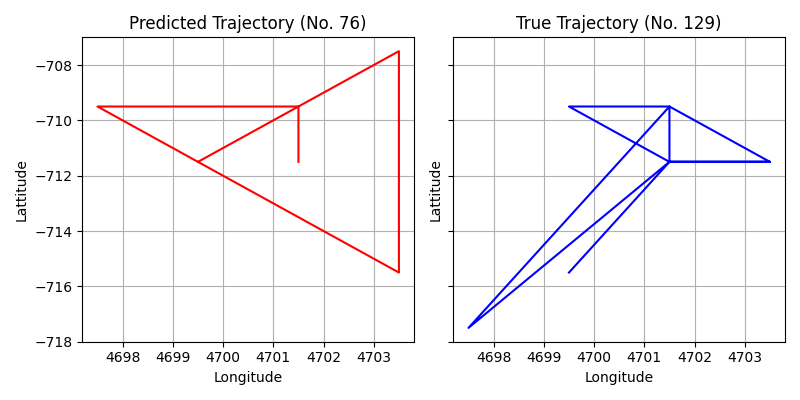 Predicted Trajectory (No. 76)
True Trajectory (No. 129)
−708
−710
−712
−714
−716
−718
Lattitude
Lattitude
4698 4699 4700 4701 4702 4703
4698 4699 4700 4701 4702 4703
Longitude
Longitude